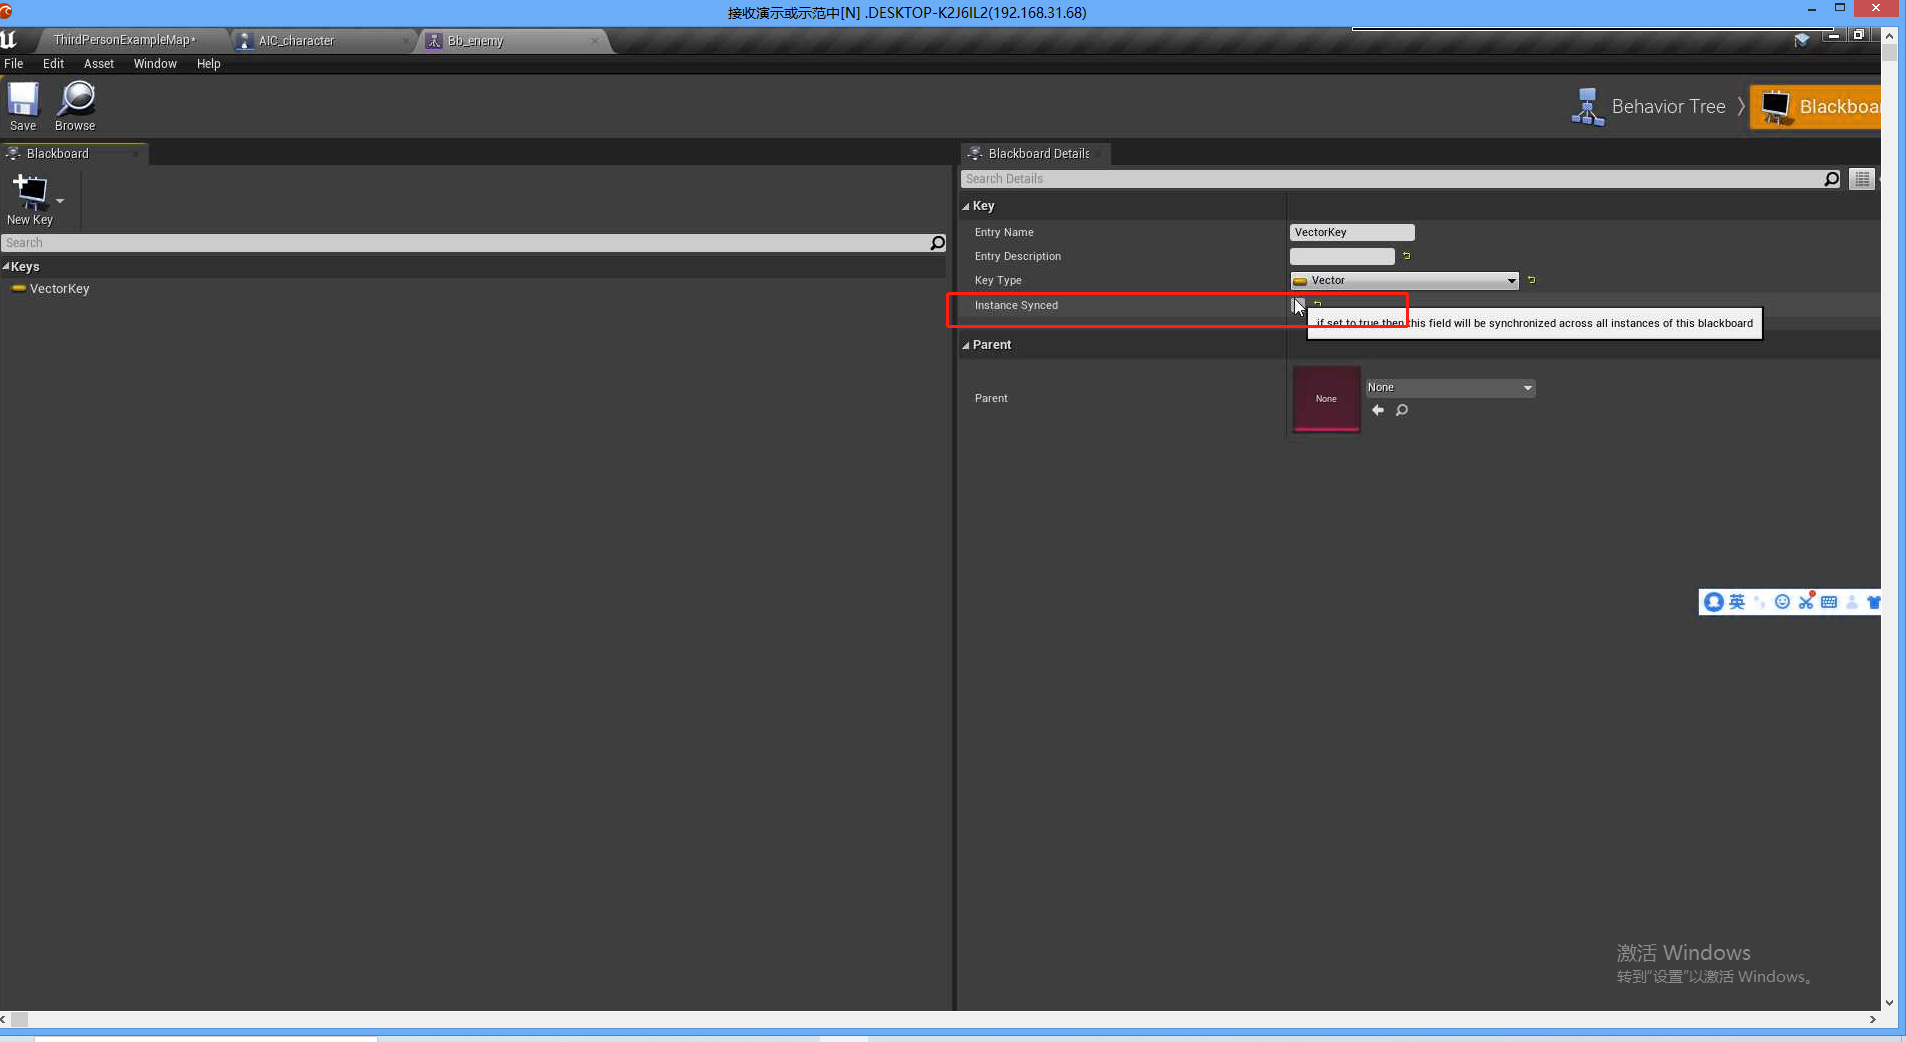 接收演示或示范中[N] .DESKTOP-K2J6IL2(192.168.31.68)
ThirdPersonExampleMap*
AIC_character
Bb_enemy
File Edit Asset Window Help
Save
Browse
Behavior Tree
Blackboa
Blackboard
New Key
Search
Keys
VectorKey
Blackboard Details
Search Details
Key
Entry Name
VectorKey
Entry Description
Key Type
Vector
Instance Synced
if set to true then this field will be synchronized across all instances of this blackboard
Parent
Parent
None
None
英
激活 Windows
转到"设置"以激活 Windows。